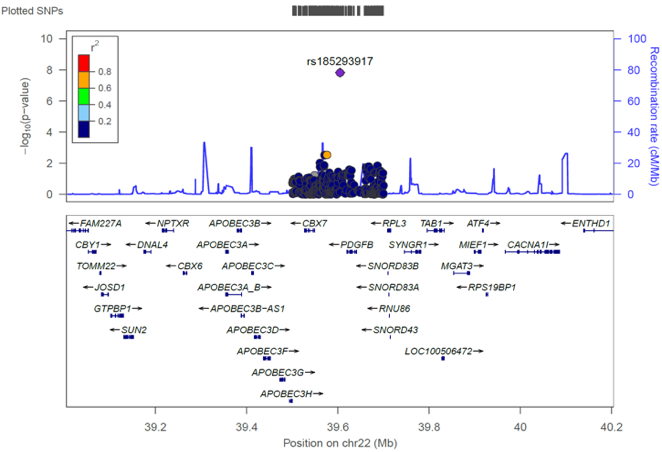 Plotted SNPs
10
8
6
4
2
0
−log10(p-value)
r2
0.8
0.6
0.4
0.2
rs185293917
100
80
60
40
20
0
Recombination rate (cM/Mb)
FAM227A
NPTXR
APOBEC3B
CBX7
RPL3
TAB1
ATF4
ENTHD1
CBY1
DNAL4
APOBEC3A
PDGFB
SYNGR1
MIEF1
CACNA1I
TOMM22
CBX6
APOBEC3C
SNORD83B
MGAT3
JOSD1
APOBEC3A_B
SNORD83A
RPS19BP1
GTPBP1
APOBEC3B-AS1
RNU86
SUN2
APOBEC3D
SNORD43
APOBEC3F
LOC100506472
APOBEC3G
APOBEC3H
39.2
39.4
39.6
39.8
40
40.2
Position on chr22 (Mb)